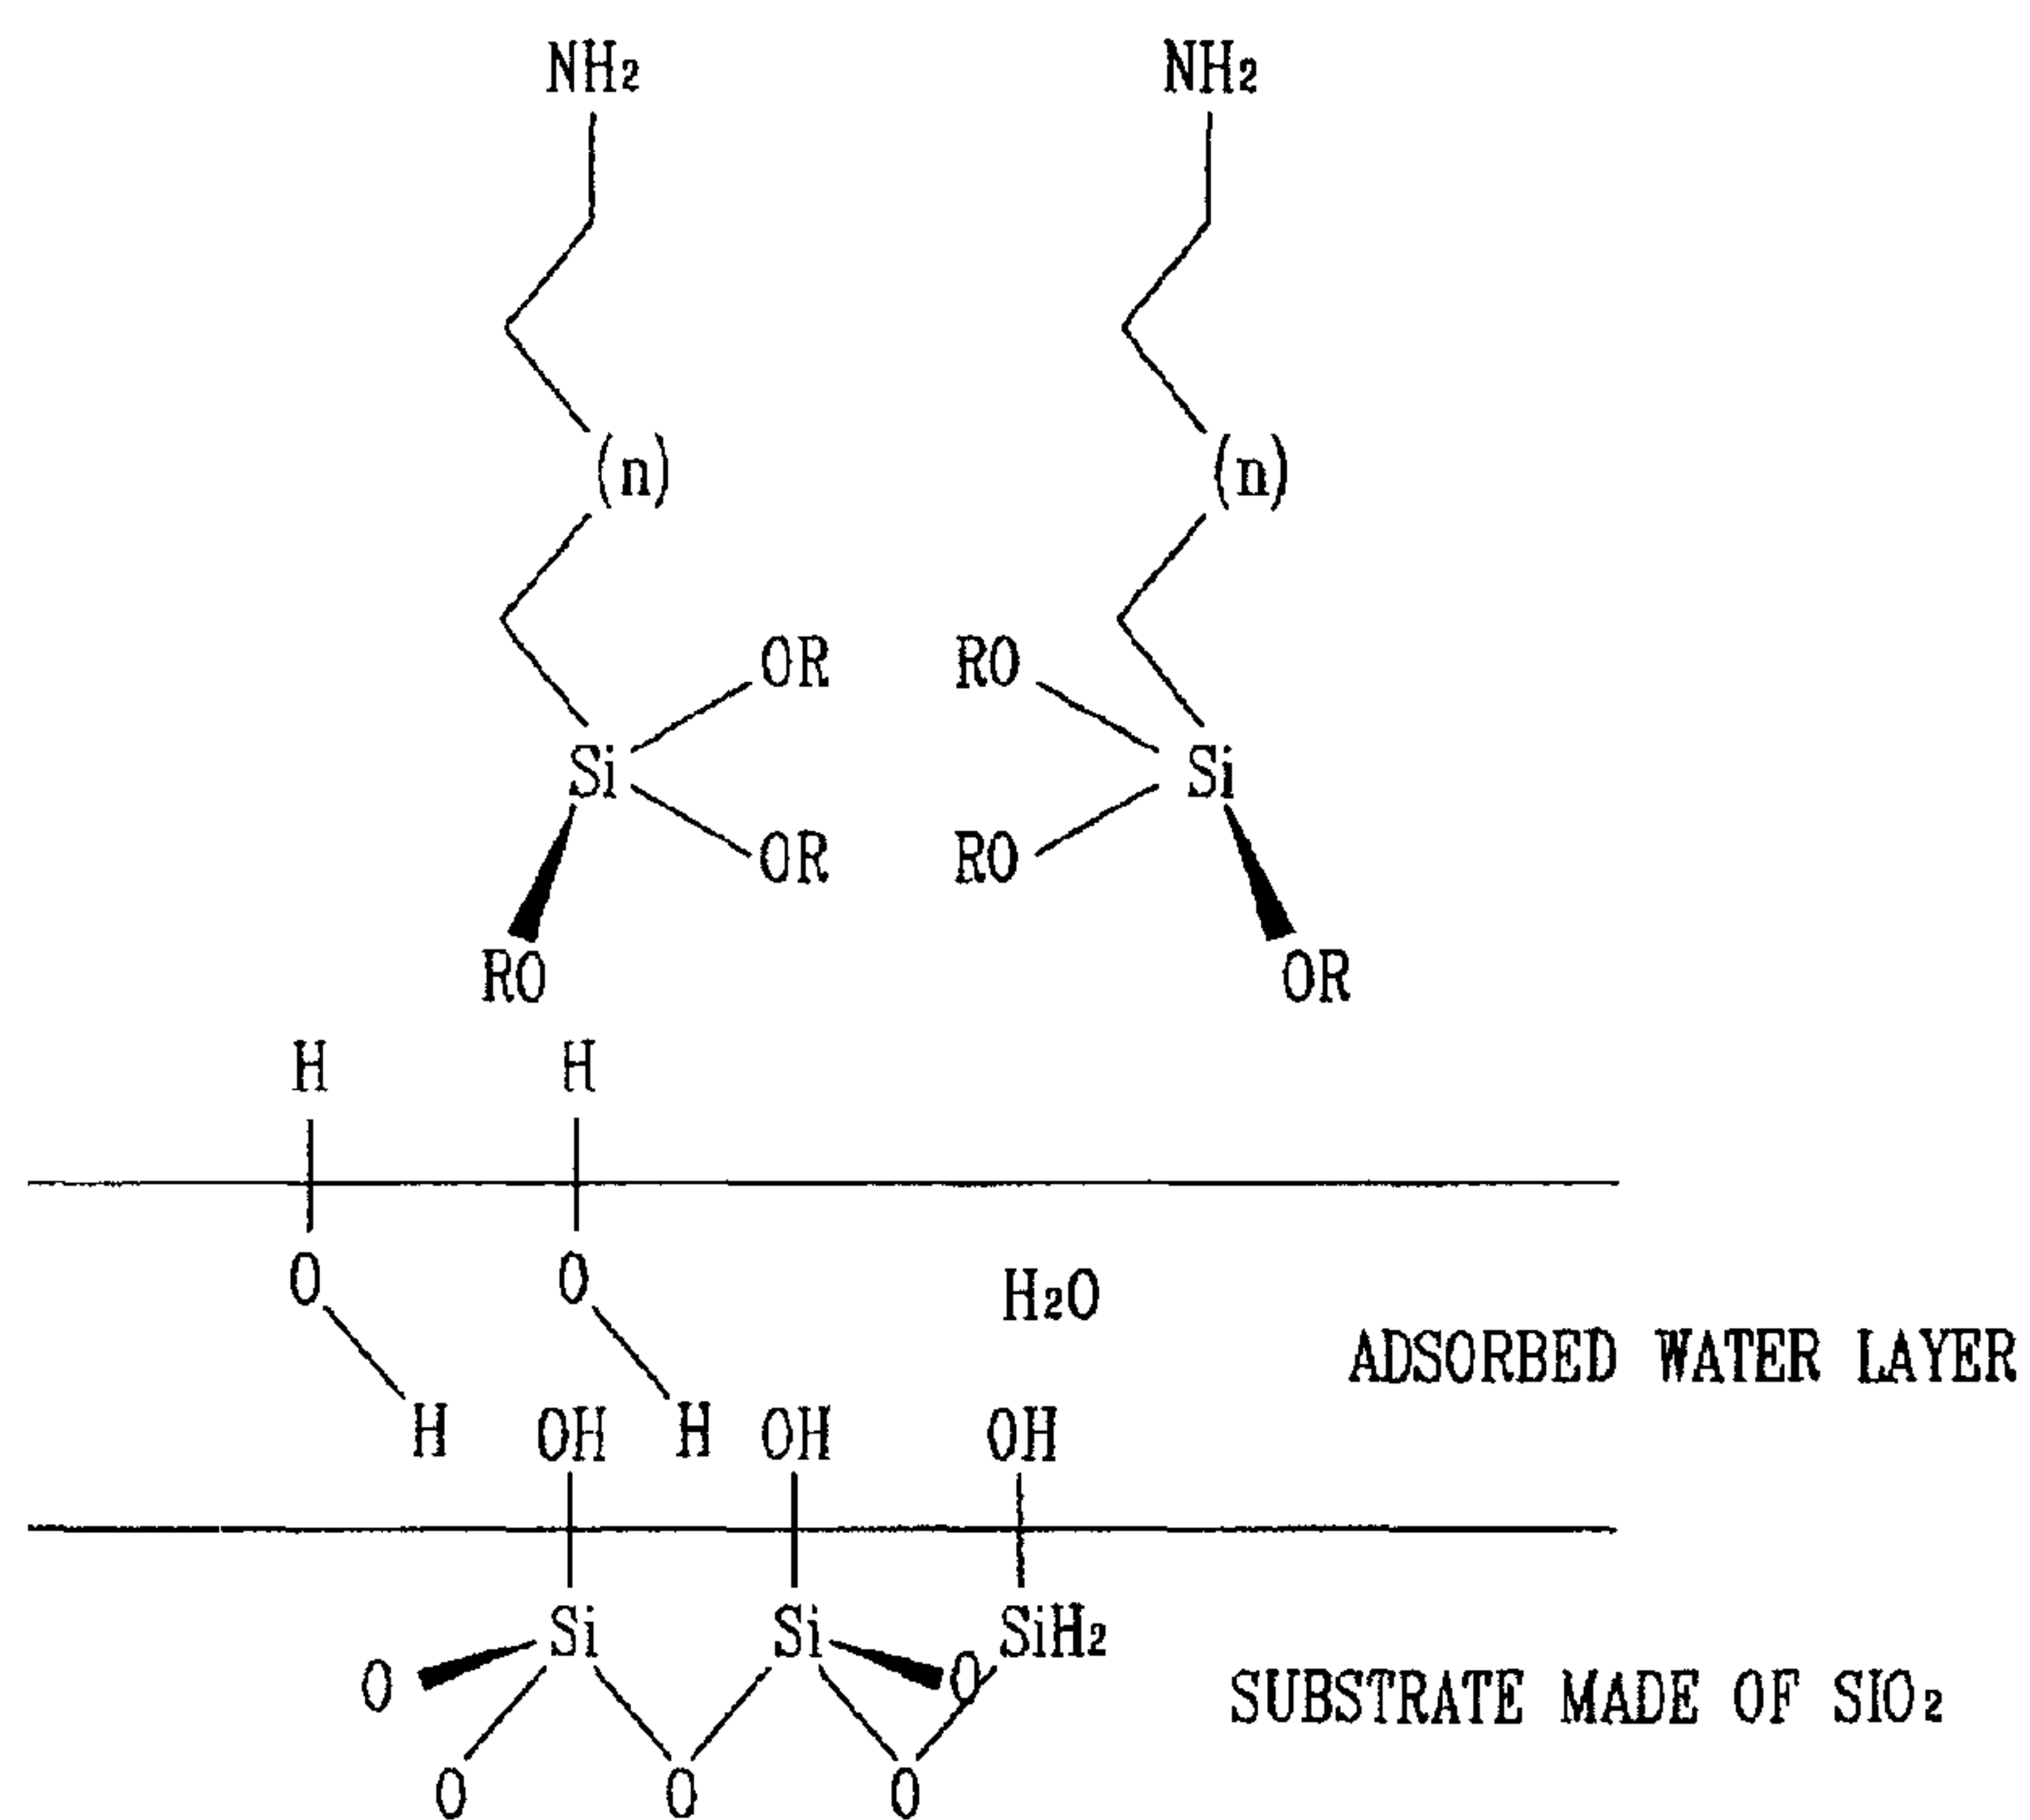 NH2 NH2
(n) (n)
OR RO
Si Si
OR RO
RO OR
H H
O O H2O
ADSORBED WATER LAYER
H OH H OH OH
Si Si SiH2
O O
SUBSTRATE MADE OF SIO2
O O O